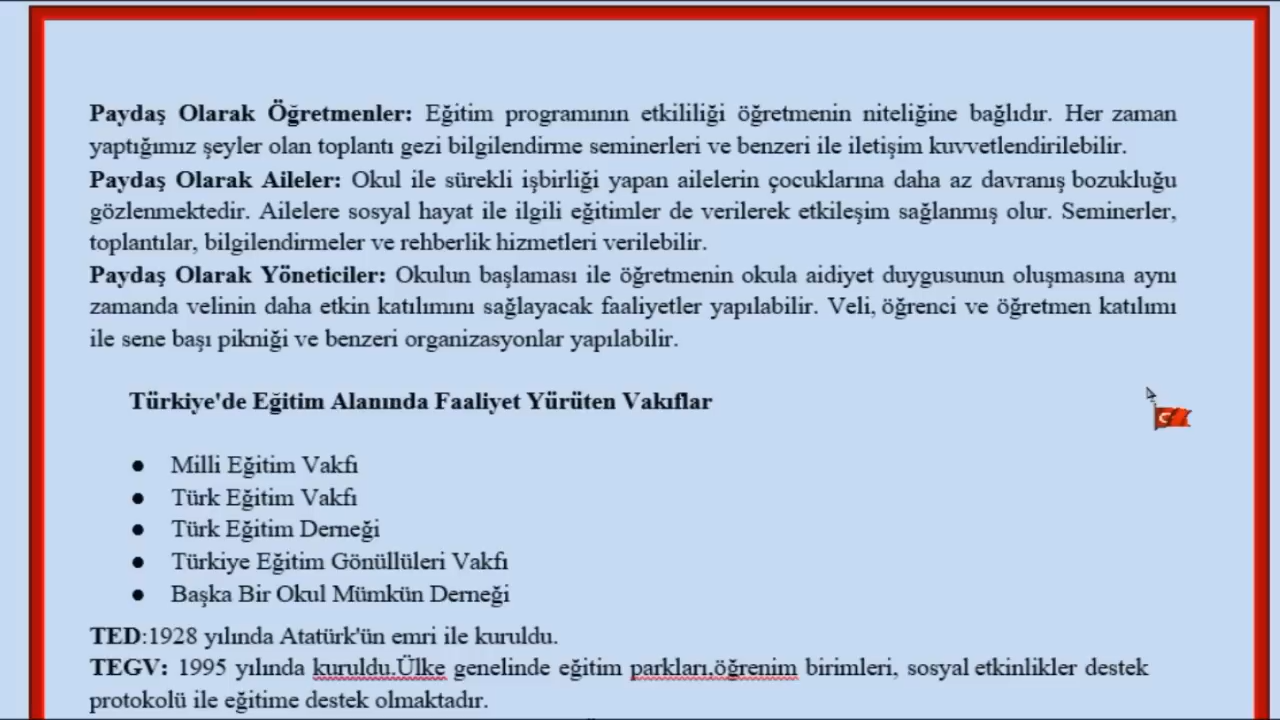 Paydaş Olarak Öğretmenler: Eğitim programının etkililiği öğretmenin niteliğine bağlıdır. Her zaman
yaptığımız şeyler olan toplantı gezi bilgilendirme seminerleri ve benzeri ile iletişim kuvvetlendirilebilir.
Paydaş Olarak Aileler: Okul ile sürekli işbirliği yapan ailelerin çocuklarına daha az davranış bozukluğu
gözlenmektedir. Ailelere sosyal hayat ile ilgili eğitimler de verilerek etkileşim sağlanmış olur. Seminerler,
toplantılar, bilgilendirmeler ve rehberlik hizmetleri verilebilir.
Paydaş Olarak Yöneticiler: Okulun başlaması ile öğretmenin okula aidiyet duygusunun oluşmasına aynı
zamanda velinin daha etkin katılımını sağlayacak faaliyetler yapılabilir. Veli, öğrenci ve öğretmen katılımı
ile sene başı pikniği ve benzeri organizasyonlar yapılabilir.
Türkiye'de Eğitim Alanında Faaliyet Yürüten Vakıflar
● Milli Eğitim Vakfı
● Türk Eğitim Vakfı
● Türk Eğitim Derneği
● Türkiye Eğitim Gönüllüleri Vakfı
● Başka Bir Okul Mümkün Derneği
TED:1928 yılında Atatürk'ün emri ile kuruldu.
TEGV: 1995 yılında kuruldu.Ülke genelinde eğitim parkları,öğrenim birimleri, sosyal etkinlikler destek
protokolü ile eğitime destek olmaktadır.